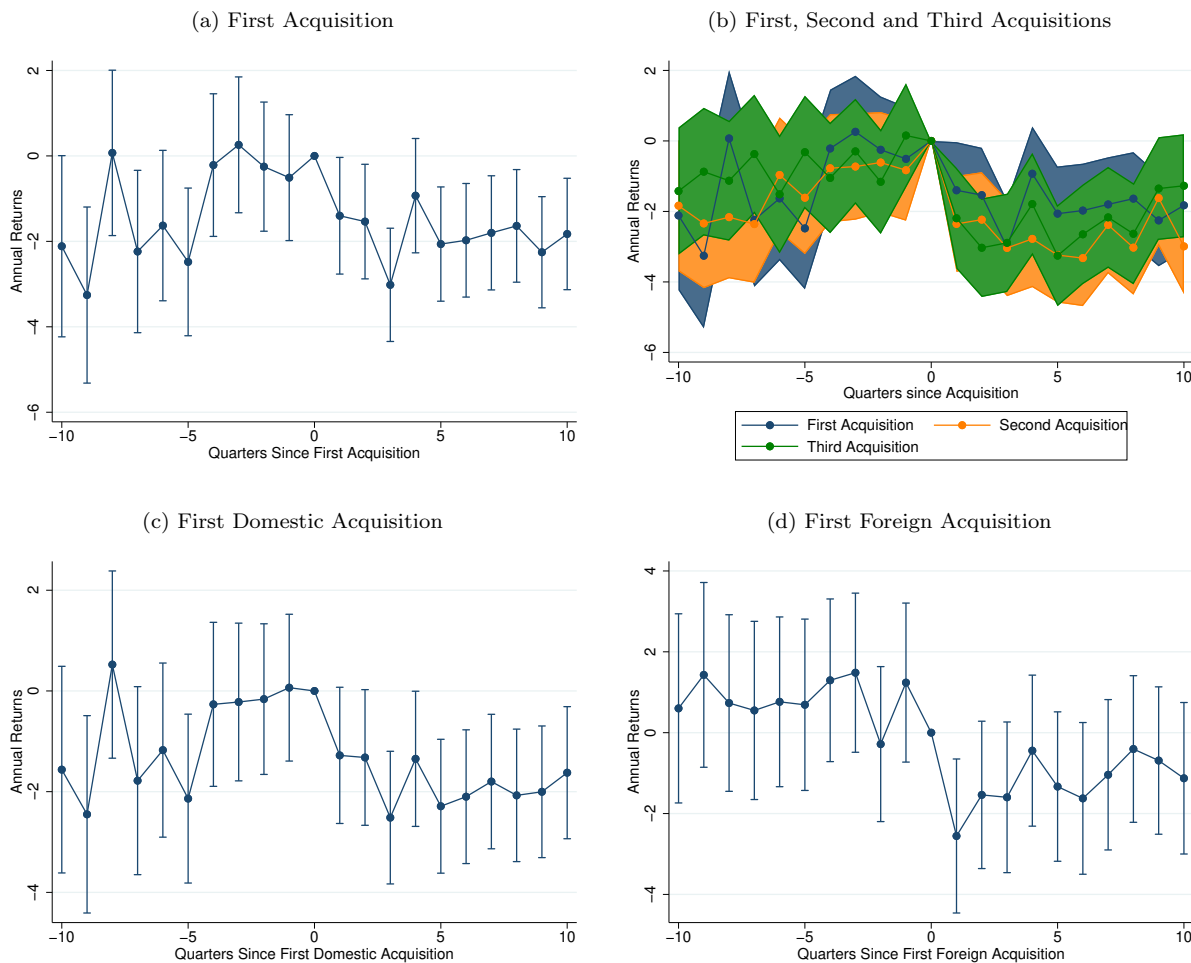 (a) First Acquisition
Annual Returns
2
0
−2
−4
−6
−10 −5 0 5 10
Quarters Since First Acquisition
(b) First, Second and Third Acquisitions
Annual Returns
2
0
−2
−4
−6
−10 −5 0 5 10
Quarters since Acquisition
First Acquisition Second Acquisition
Third Acquisition
(c) First Domestic Acquisition
Annual Returns
2
0
−2
−4
−10 −5 0 5 10
Quarters Since First Domestic Acquisition
(d) First Foreign Acquisition
Annual Returns
4
2
0
−2
−4
−10 −5 0 5 10
Quarters Since First Foreign Acquisition